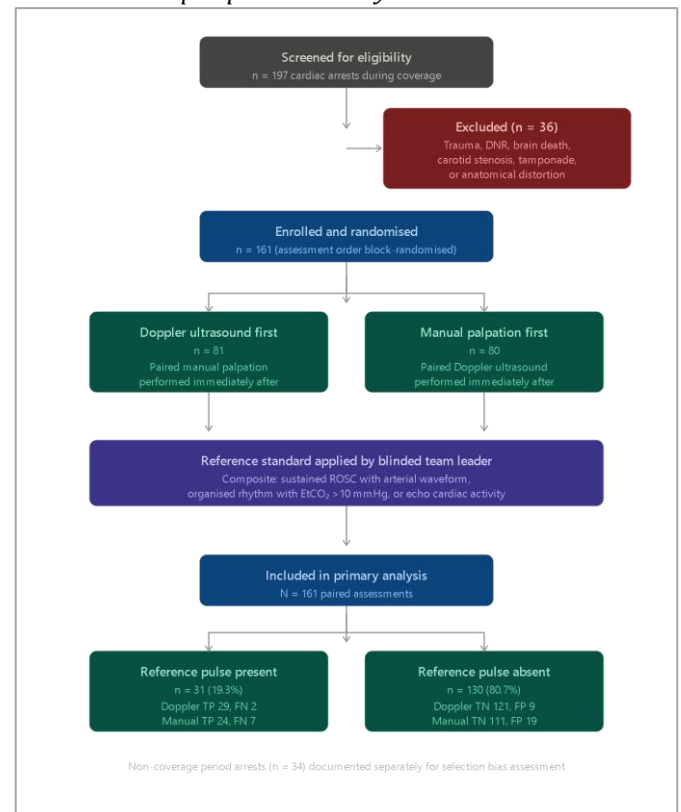 Screened for eligibility
n = 197 cardiac arrests during coverage
Excluded (n = 36)
Trauma, DNR, brain death,
carotid stenosis, tamponade,
or anatomical distortion
Enrolled and randomised
n = 161 (assessment order block-randomised)
Doppler ultrasound first
n = 81
Paired manual palpation
performed immediately after
Manual palpation first
n = 80
Paired Doppler ultrasound
performed immediately after
Reference standard applied by blinded team leader
Composite: sustained ROSC with arterial waveform,
organised rhythm with EtCO₂ >10 mmHg, or echo cardiac activity
Included in primary analysis
N = 161 paired assessments
Reference pulse present
n = 31 (19.3%)
Doppler TP 29, FN 2
Manual TP 24, FN 7
Reference pulse absent
n = 130 (80.7%)
Doppler TN 121, FP 9
Manual TN 111, FP 19
Non-coverage period arrests (n = 34) documented separately for selection bias assessment